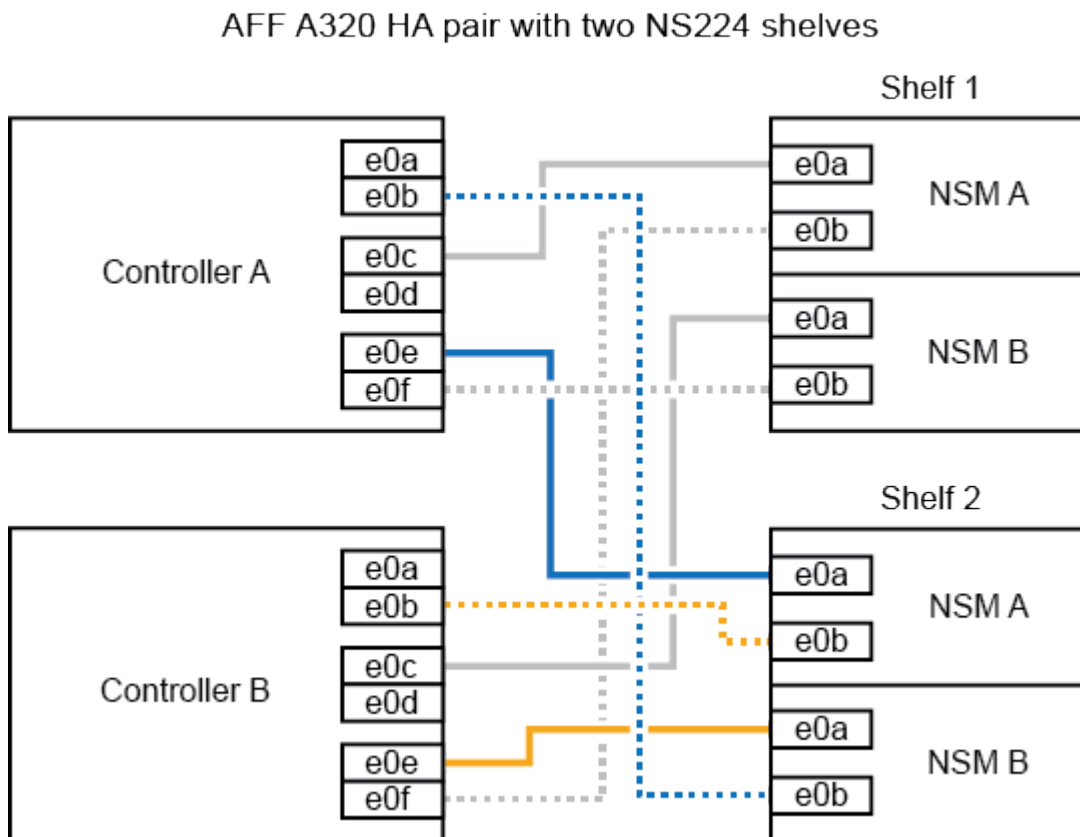 AFF A320 HA pair with two NS224 shelves
Controller A
e0a
e0b
e0c
e0d
e0e
e0f
Shelf 1
e0a
e0b
NSM A
e0a
e0b
NSM B
Controller B
e0a
e0b
e0c
e0d
e0e
e0f
Shelf 2
e0a
e0b
NSM A
e0a
e0b
NSM B